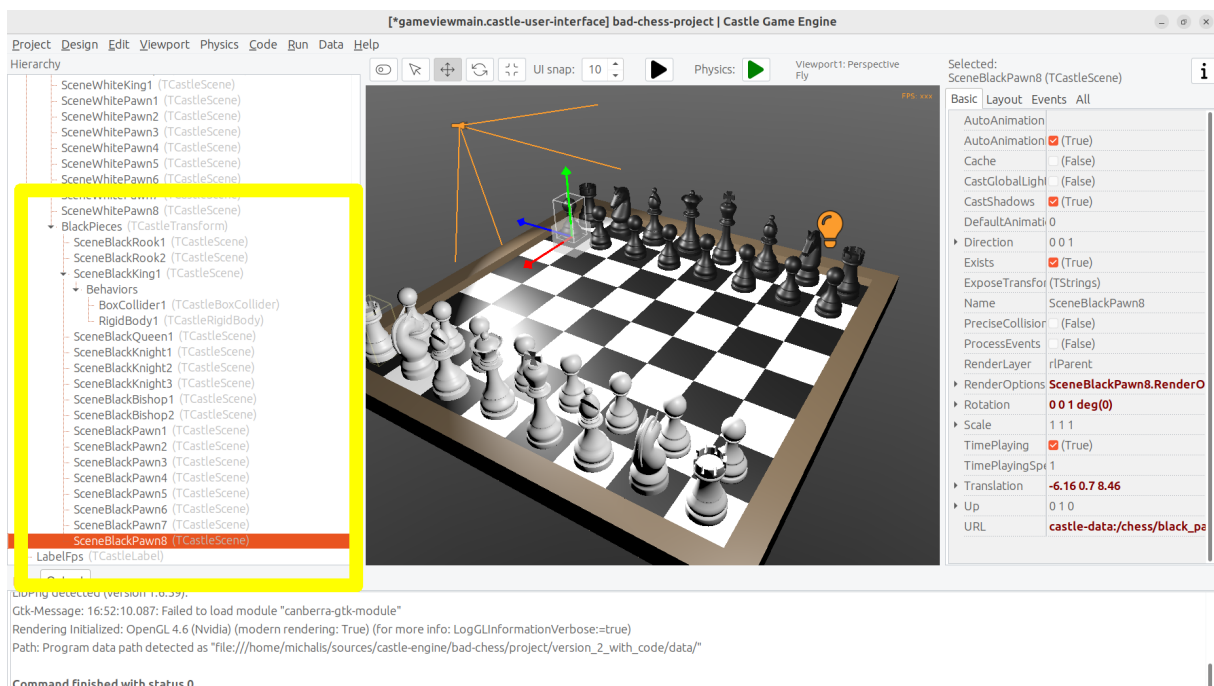 [*gameviewmain.castle-user-interface] bad-chess-project | Castle Game Engine
Project Design Edit Viewport Physics Code Run Data Help
Hierarchy
SceneWhiteKing1 (TCastleScene)
SceneWhitePawn1 (TCastleScene)
SceneWhitePawn2 (TCastleScene)
SceneWhitePawn3 (TCastleScene)
SceneWhitePawn4 (TCastleScene)
SceneWhitePawn5 (TCastleScene)
SceneWhitePawn6 (TCastleScene)
SceneWhitePawn8 (TCastleScene)
BlackPieces (TCastleTransform)
SceneBlackRook1 (TCastleScene)
SceneBlackRook2 (TCastleScene)
SceneBlackKing1 (TCastleScene)
Behaviors
BoxCollider1 (TCastleBoxCollider)
RigidBody1 (TCastleRigidBody)
SceneBlackQueen1 (TCastleScene)
SceneBlackKnight1 (TCastleScene)
SceneBlackKnight2 (TCastleScene)
SceneBlackKnight3 (TCastleScene)
SceneBlackBishop1 (TCastleScene)
SceneBlackBishop2 (TCastleScene)
SceneBlackPawn1 (TCastleScene)
SceneBlackPawn2 (TCastleScene)
SceneBlackPawn3 (TCastleScene)
SceneBlackPawn4 (TCastleScene)
SceneBlackPawn5 (TCastleScene)
SceneBlackPawn6 (TCastleScene)
SceneBlackPawn7 (TCastleScene)
SceneBlackPawn8 (TCastleScene)
LabelFps (TCastleLabel)
UI snap: 10
Physics:
Viewport1: Perspective
Fly
FPS: xxx
Selected:
SceneBlackPawn8 (TCastleScene)
i
Basic Layout Events All
AutoAnimation
AutoAnimation (True)
Cache (False)
CastGlobalLigh (False)
CastShadows (True)
DefaultAnimati 0
Direction 0 0 1
Exists (True)
ExposeTransfor (TStrings)
Name SceneBlackPawn8
PreciseCollision (False)
ProcessEvents (False)
RenderLayer rlParent
RenderOptions SceneBlackPawn8.RenderO
Rotation 0 0 1 deg(0)
Scale 1 1 1
TimePlaying (True)
TimePlayingSpe 1
Translation -6.16 0.7 8.46
Up 0 1 0
URL castle-data:/chess/black_pa
LibPng detected (version 1.6.39).
Gtk-Message: 16:52:10.087: Failed to load module "canberra-gtk-module"
Rendering Initialized: OpenGL 4.6 (Nvidia) (modern rendering: True) (for more info: LogGLInformationVerbose:=true)
Path: Program data path detected as "file:///home/michalis/sources/castle-engine/bad-chess/project/version_2_with_code/data/"
Command finished with status 0